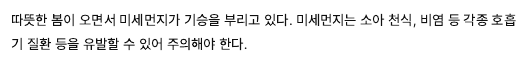 따뜻한 봄이 오면서 미세먼지가 기승을 부리고 있다. 미세먼지는 소아 천식, 비염 등 각종 호흡
기 질환 등을 유발할 수 있어 주의해야 한다.